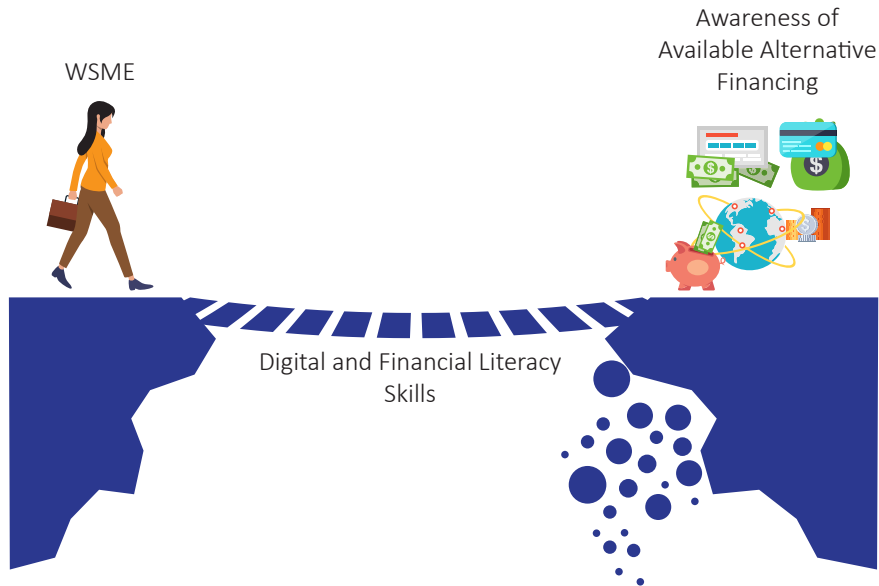 WSME
Awareness of
Available Alternative
Financing
$
$
$
$
Digital and Financial Literacy
Skills